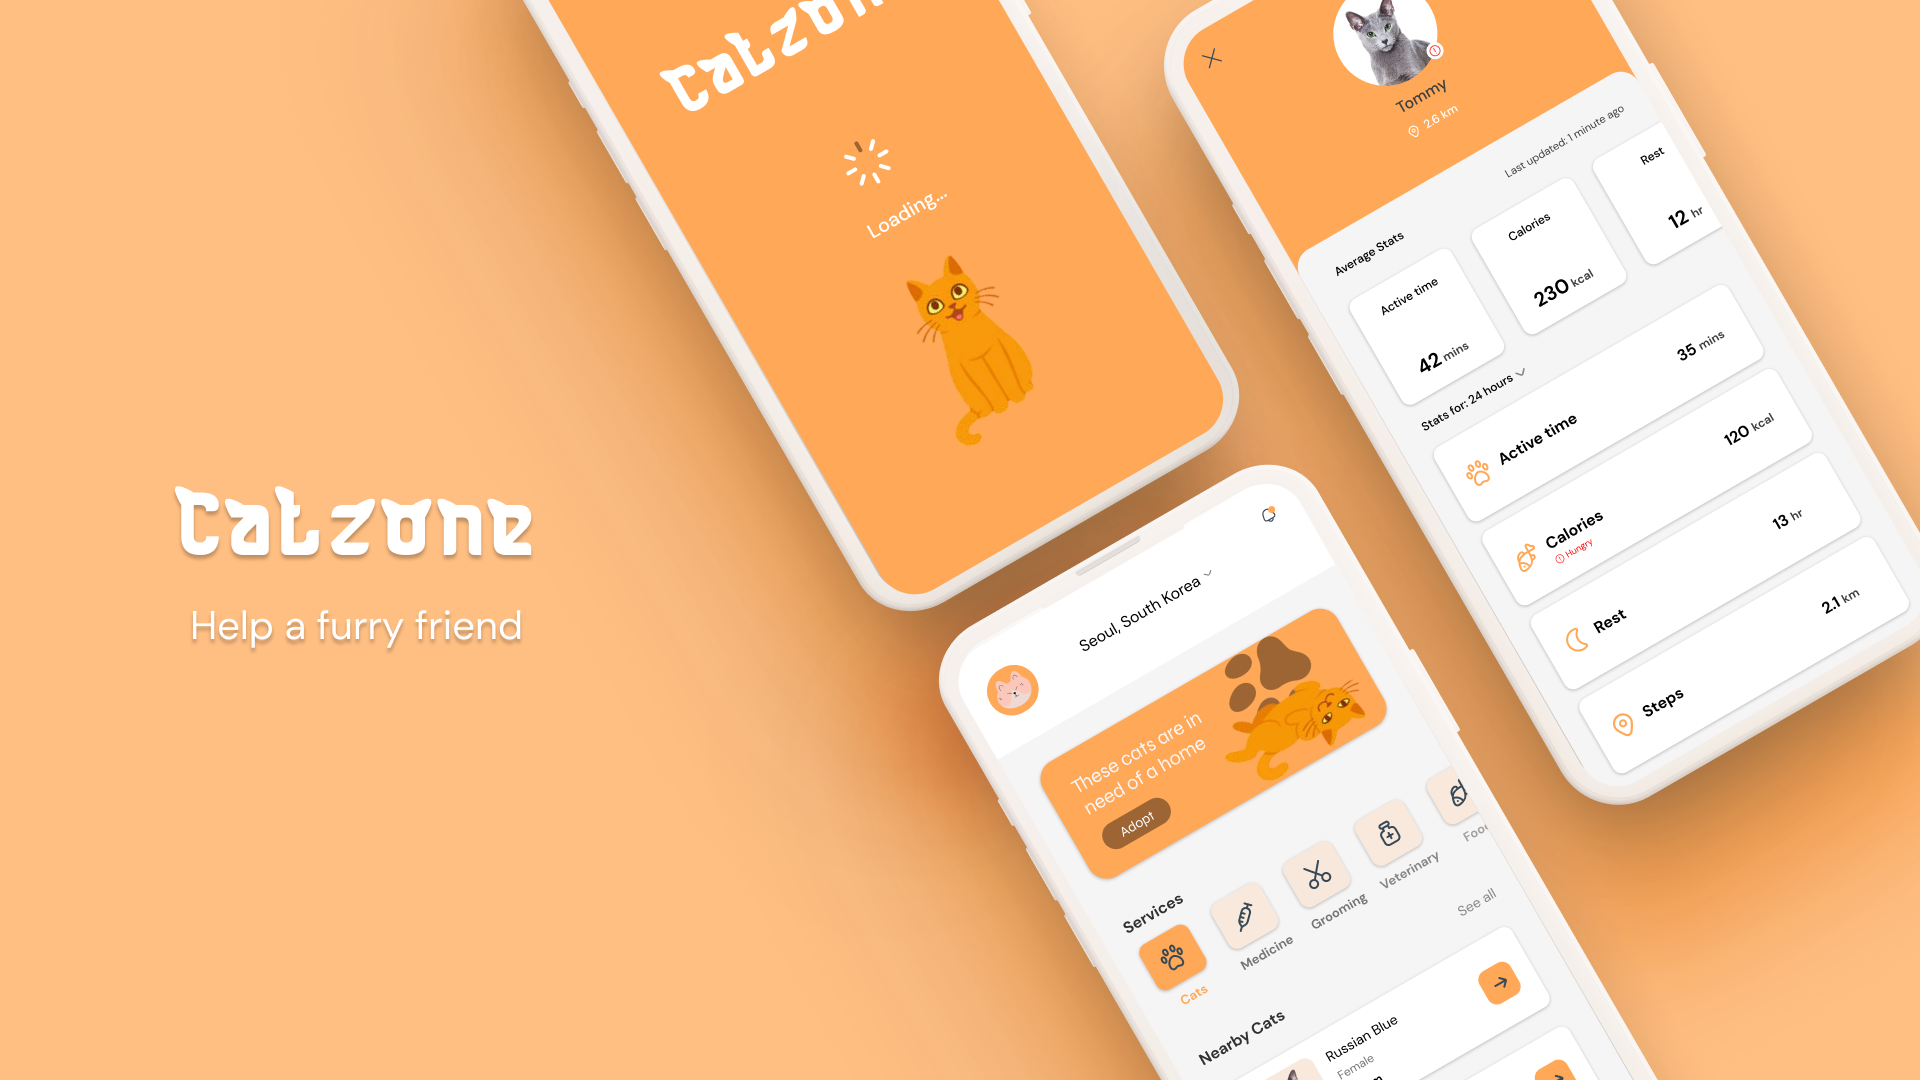 Catzone
Help a furry friend
Catzon
Loading...
Tommy
2.6 km
Last updated: 1 minute ago
Average Stats
Active time
42 mins
Calories
230 kcal
Rest
12 hr
Stats for: 24 hours
Active time
35 mins
Calories
Hungry
120 kcal
Rest
13 hr
Steps
2.1 km
Seoul, South Korea
These cats are in
need of a home
Adopt
Services
Cats
Medicine
Grooming
Veterinary
Foo
See all
Nearby Cats
Russian Blue
Female